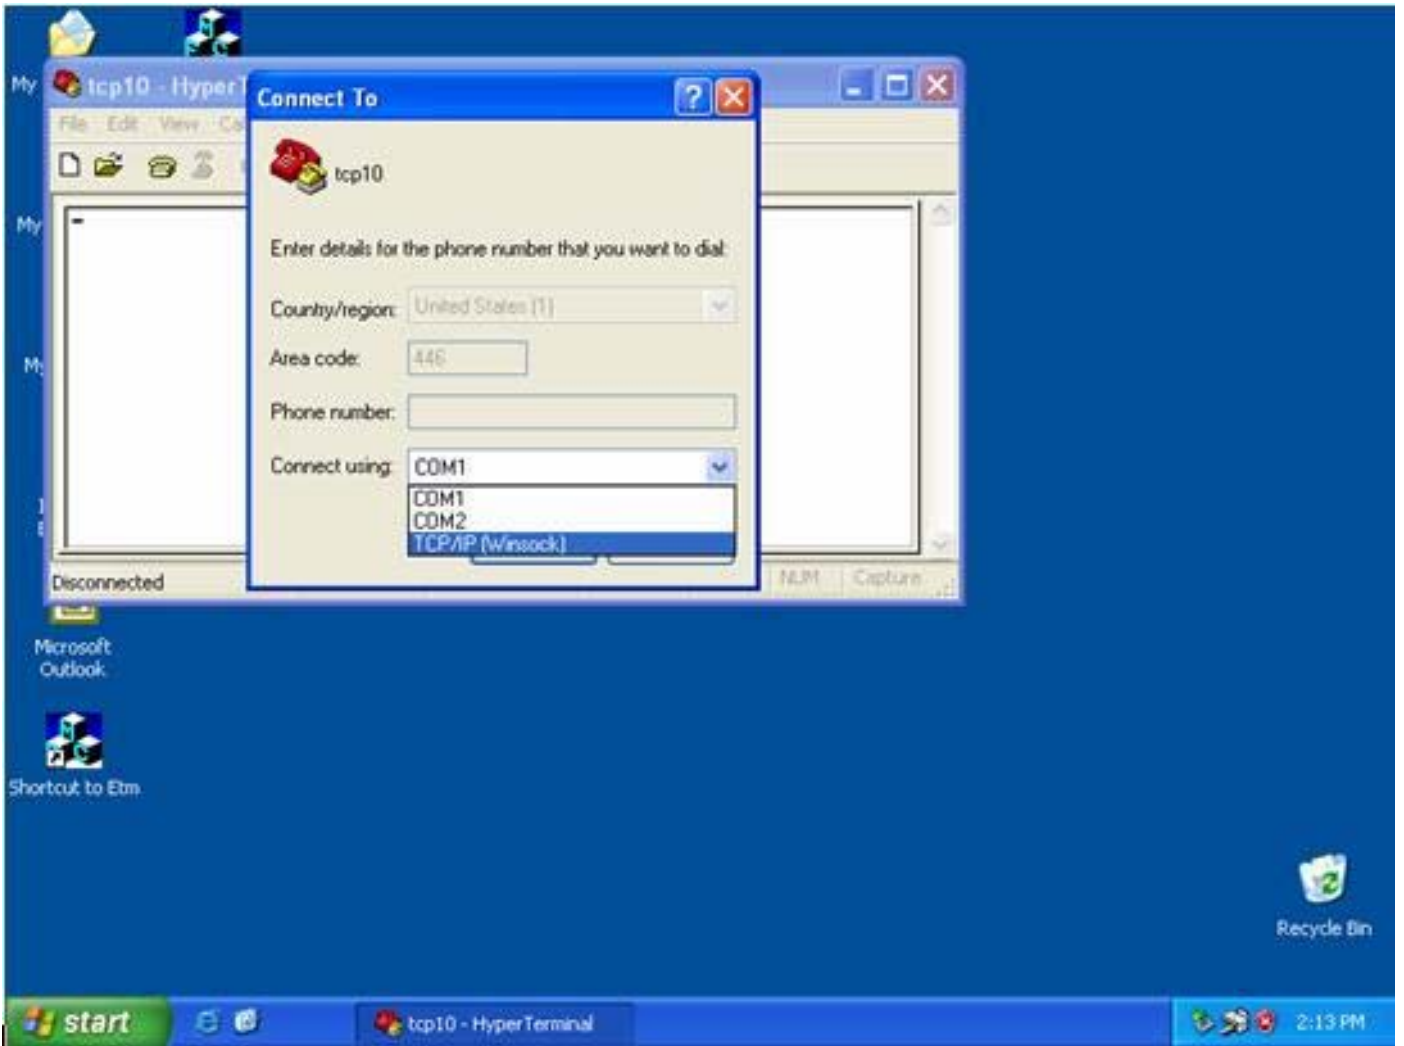 My
tcp10 - HyperT
File Edit View Ca
Connect To
tcp10
Enter details for the phone number that you want to dial:
Country/region: United States (1)
Area code: 446
Phone number:
Connect using: COM1
COM1
COM2
TCP/IP (Winsock)
My
Disconnected
NUM Capture
Microsoft
Outlook
Shortcut to Etm
Recycle Bin
start
tcp10 - HyperTerminal
2:13 PM